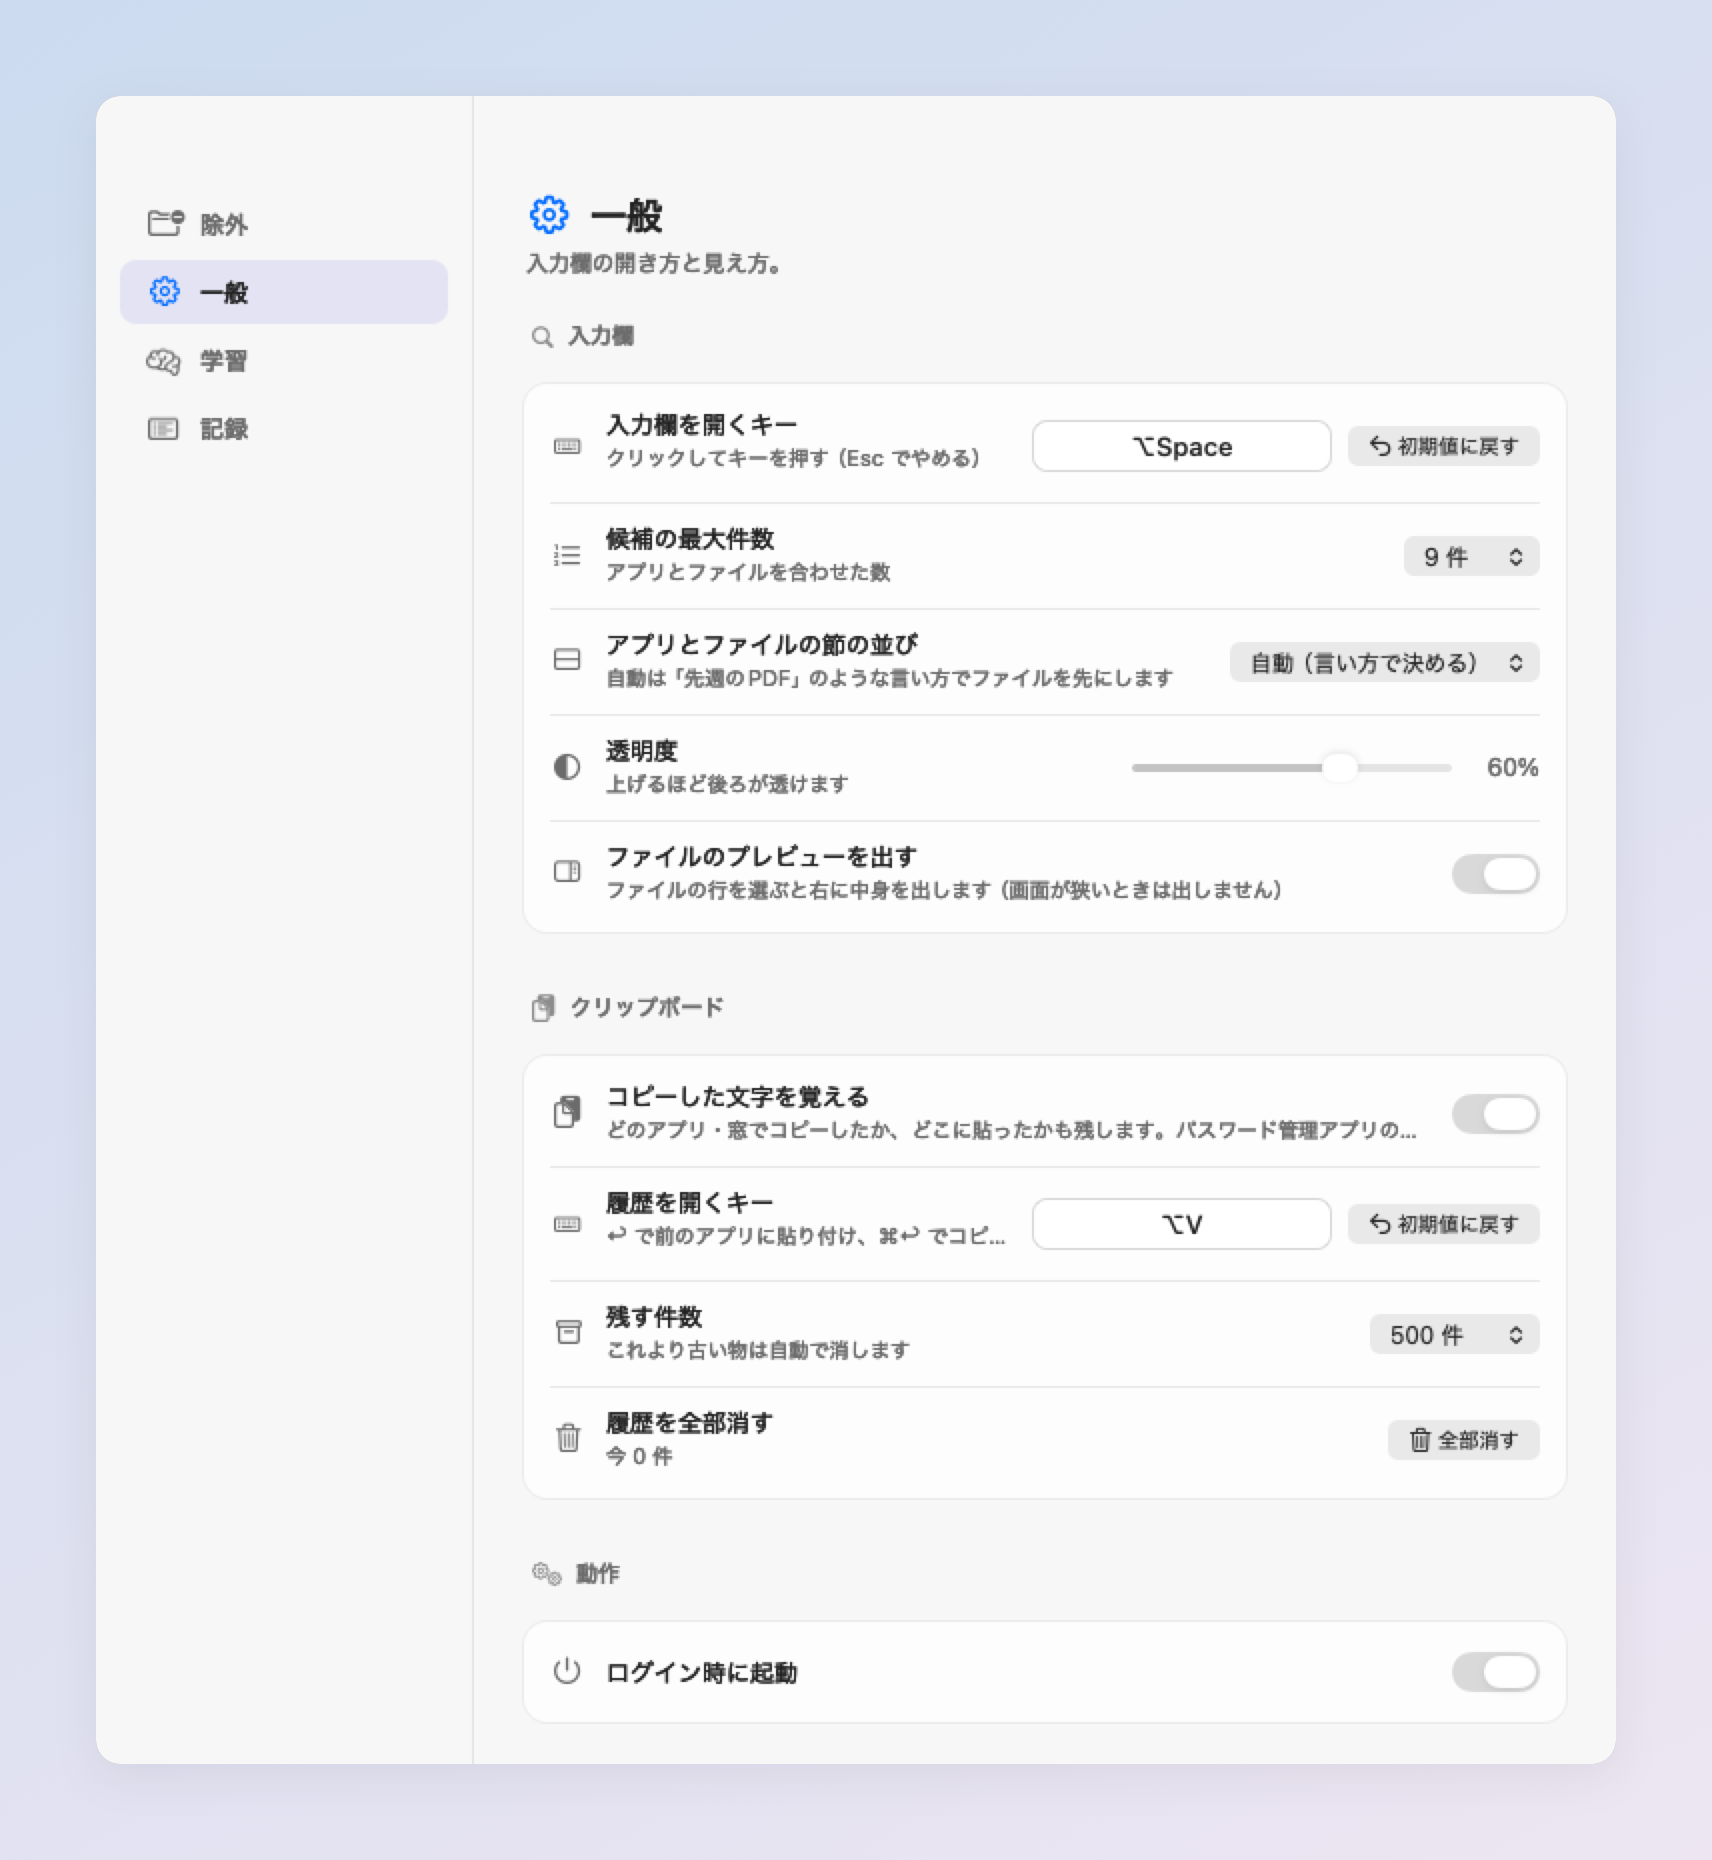 除外
一般
学習
記録
一般
入力欄の開き方と見え方。
入力欄
入力欄を開くキー
クリックしてキーを押す（Esc でやめる）
⌥Space
初期値に戻す
候補の最大件数
アプリとファイルを合わせた数
9 件
アプリとファイルの節の並び
自動は「先週のPDF」のような言い方でファイルを先にします
自動（言い方で決める）
透明度
上げるほど後ろが透けます
60%
ファイルのプレビューを出す
ファイルの行を選ぶと右に中身を出します（画面が狭いときは出しません）
クリップボード
コピーした文字を覚える
どのアプリ・窓でコピーしたか、どこに貼ったかも残します。パスワード管理アプリの...
履歴を開くキー
↩ で前のアプリに貼り付け、⌘↩ でコピ...
⌥V
初期値に戻す
残す件数
これより古い物は自動で消します
500 件
履歴を全部消す
今 0 件
全部消す
動作
ログイン時に起動